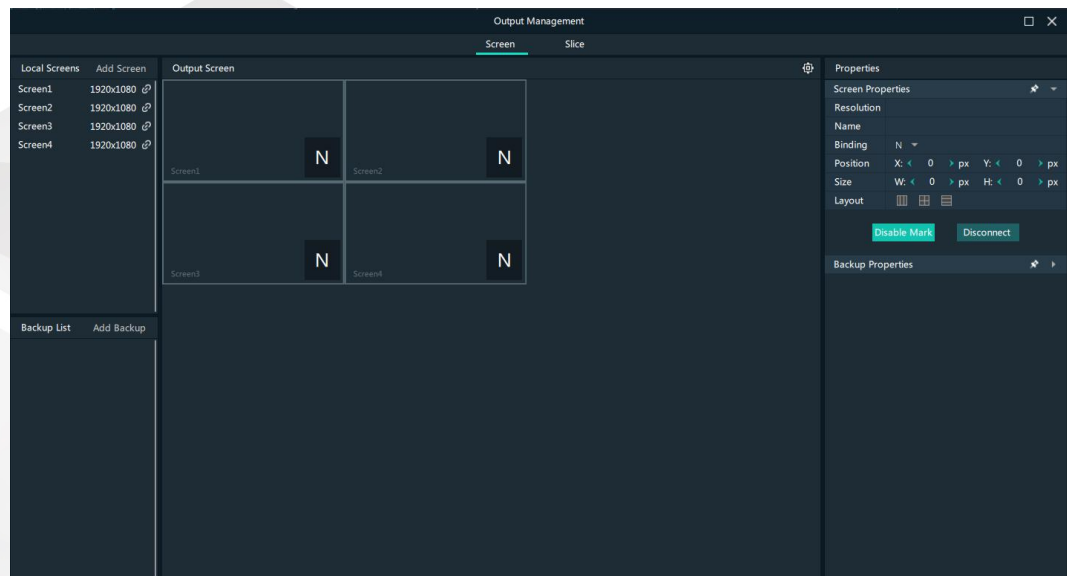 Output Management
Screen Slice
Local Screens Add Screen
Screen1 1920x1080
Screen2 1920x1080
Screen3 1920x1080
Screen4 1920x1080
Backup List Add Backup
Output Screen
N N
Screen1 Screen2
N N
Screen3 Screen4
Properties
Screen Properties
Resolution
Name
Binding N
Position X: 0 px Y: 0 px
Size W: 0 px H: 0 px
Layout
Disable Mark Disconnect
Backup Properties